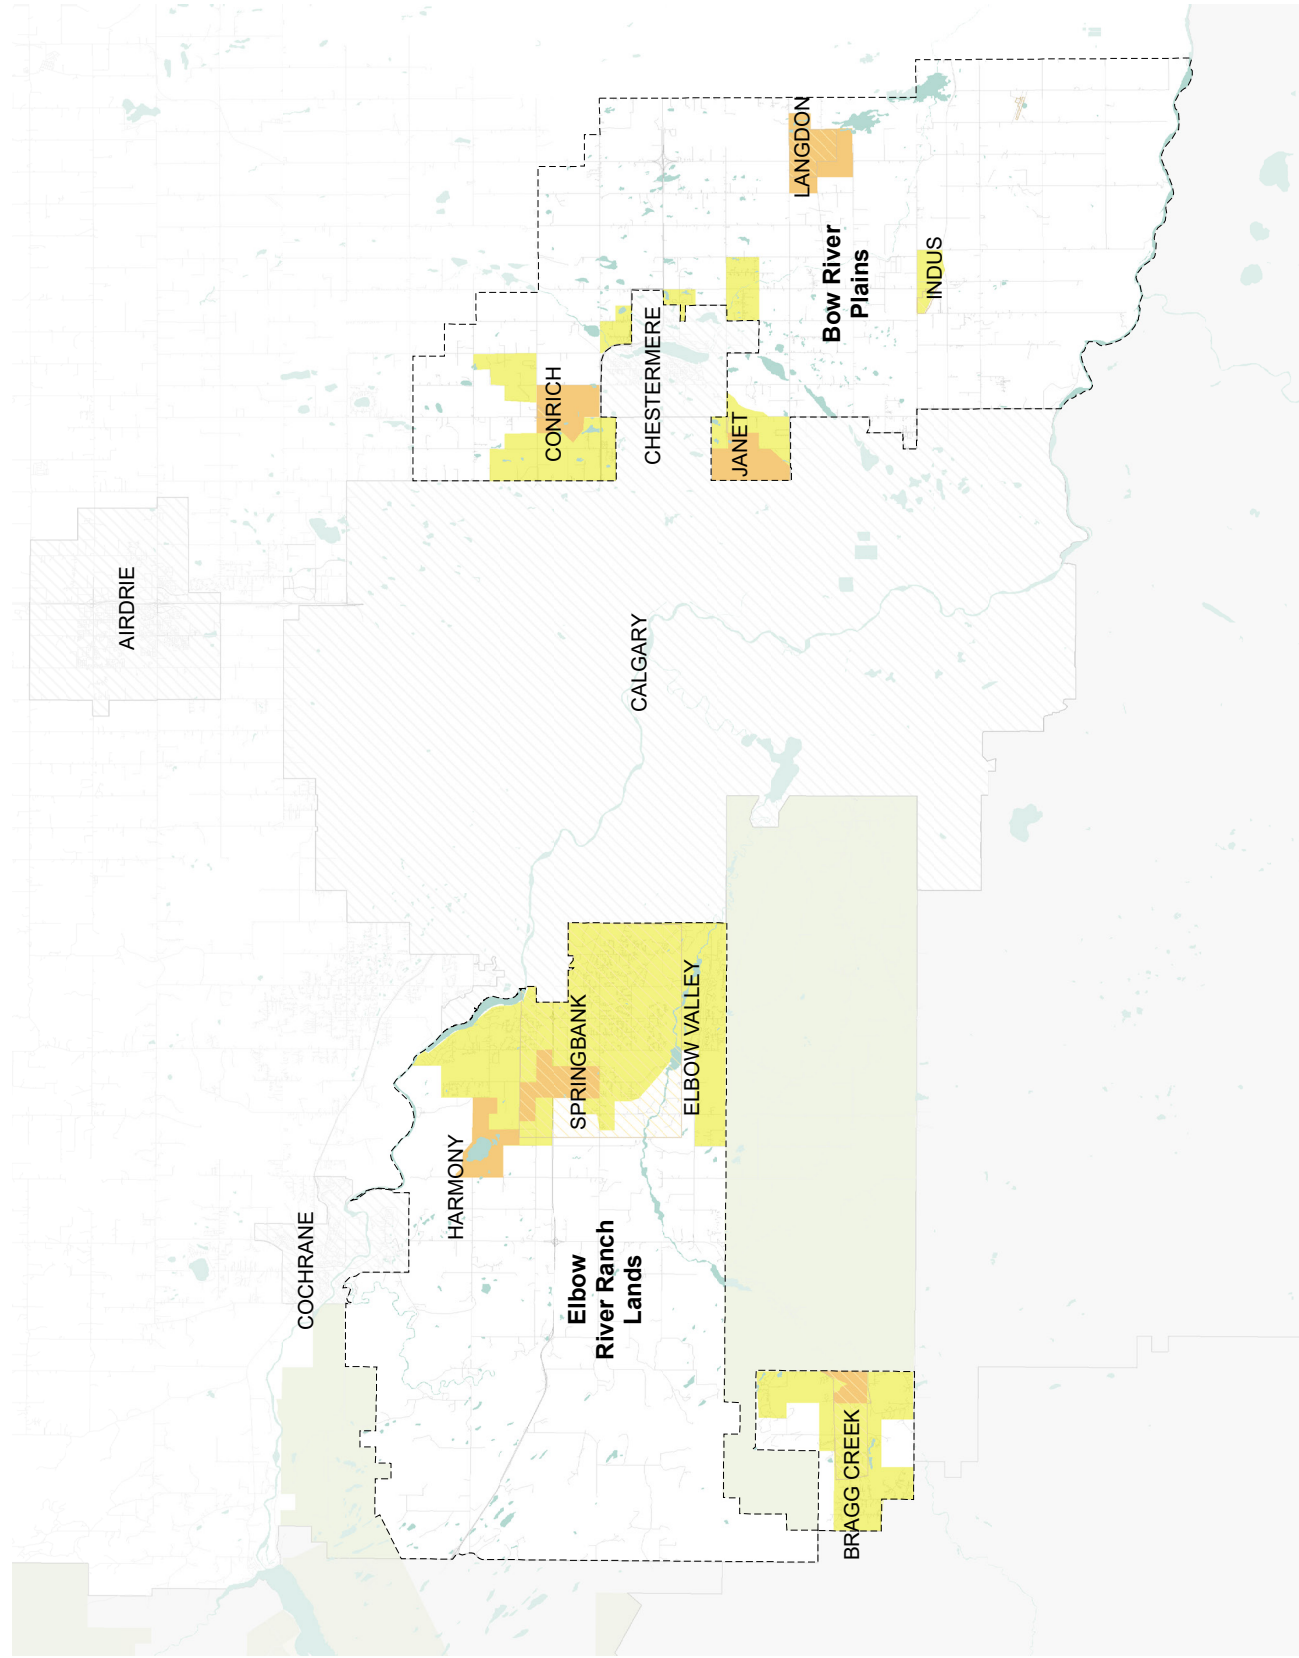 AIRDRIE
COCHRANE
CONRICH
CHESTERMERE
JANET
LANGDON
Bow River
Plains
INDUS
CALGARY
HARMONY
SPRINGBANK
ELBOW VALLEY
Elbow
River Ranch
Lands
BRAGG CREEK